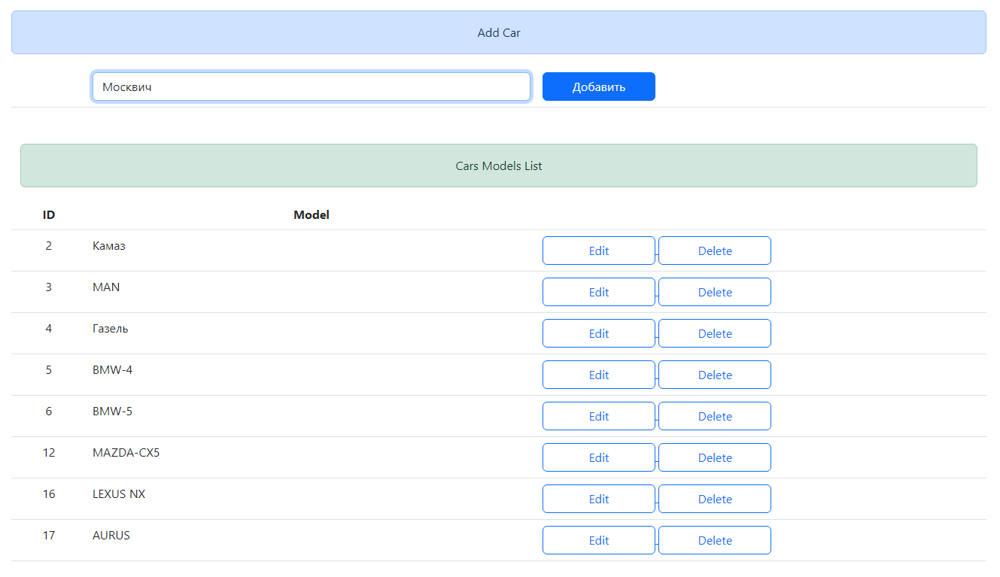 Add Car
Москвич Добавить
Cars Models List
ID Model
2 Камаз Edit Delete
3 MAN Edit Delete
4 Газель Edit Delete
5 BMW-4 Edit Delete
6 BMW-5 Edit Delete
12 MAZDA-CX5 Edit Delete
16 LEXUS NX Edit Delete
17 AURUS Edit Delete